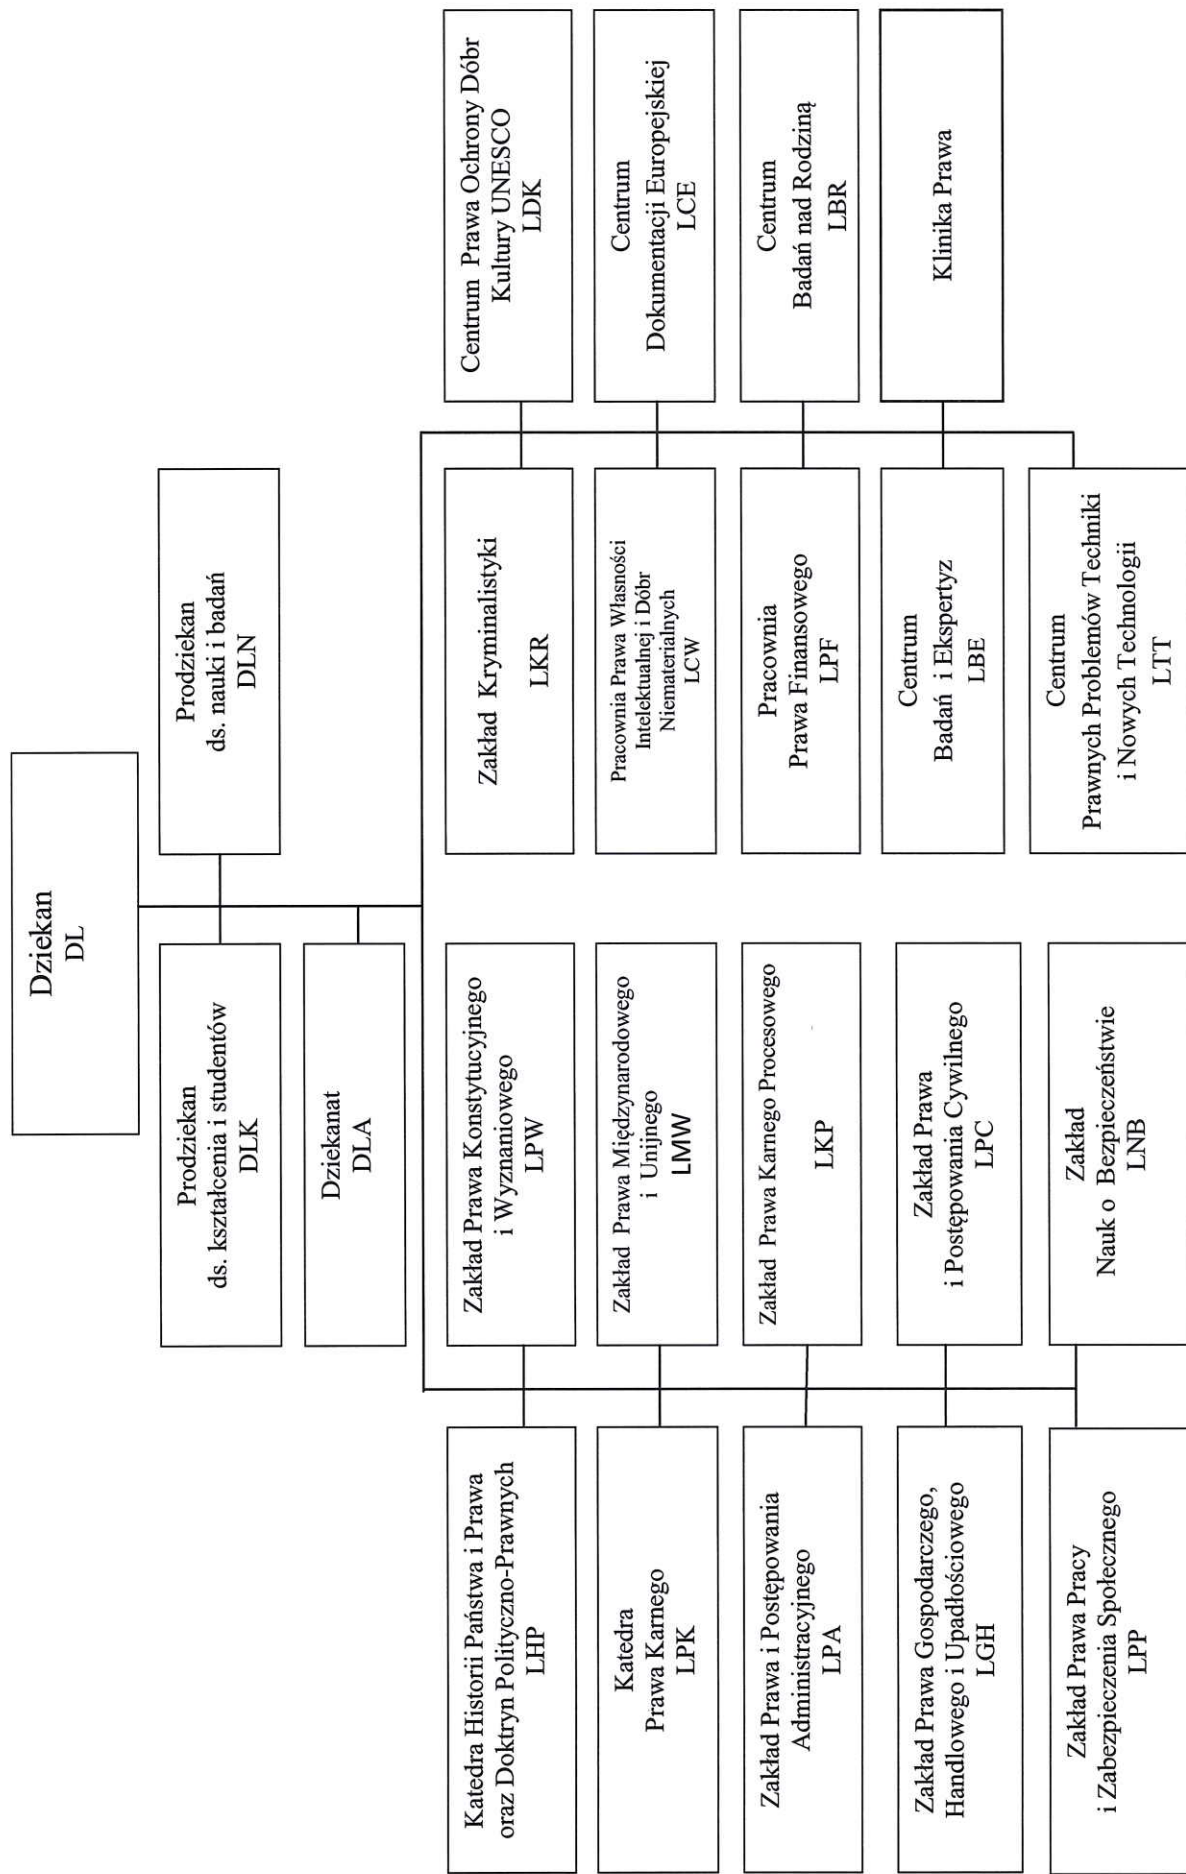 Dziekan
DL
Prodziekan
ds. kształcenia i studentów
DLK
Prodziekan
ds. nauki i badań
DLN
Dziekanat
DLA
Katedra Historii Państwa i Prawa
oraz Doktryn Polityczno-Prawnych
LHP
Zakład Prawa Konstytucyjnego
i Wyznaniowego
LPW
Zakład Kryminalistyki
LKR
Centrum Prawa Ochrony Dóbr
Kultury UNESCO
LDK
Katedra
Prawa Karnego
LPK
Zakład Prawa Międzynarodowego
i Unijnego
LMW
Pracownia Prawa Własności
Intelektualnej i Dóbr
Niematerialnych
LCW
Centrum
Dokumentacji Europejskiej
LCE
Zakład Prawa i Postępowania
Administracyjnego
LPA
Zakład Prawa Karnego Procesowego
LKP
Pracownia
Prawa Finansowego
LPF
Centrum
Badań nad Rodziną
LBR
Zakład Prawa Gospodarczego,
Handlowego i Upadłościowego
LGH
Zakład Prawa
i Postępowania Cywilnego
LPC
Centrum
Badań i Ekspertyz
LBE
Klinika Prawa
Zakład Prawa Pracy
i Zabezpieczenia Społecznego
LPP
Zakład
Nauk o Bezpieczeństwie
LNB
Centrum
Prawnych Problemów Techniki
i Nowych Technologii
LTT